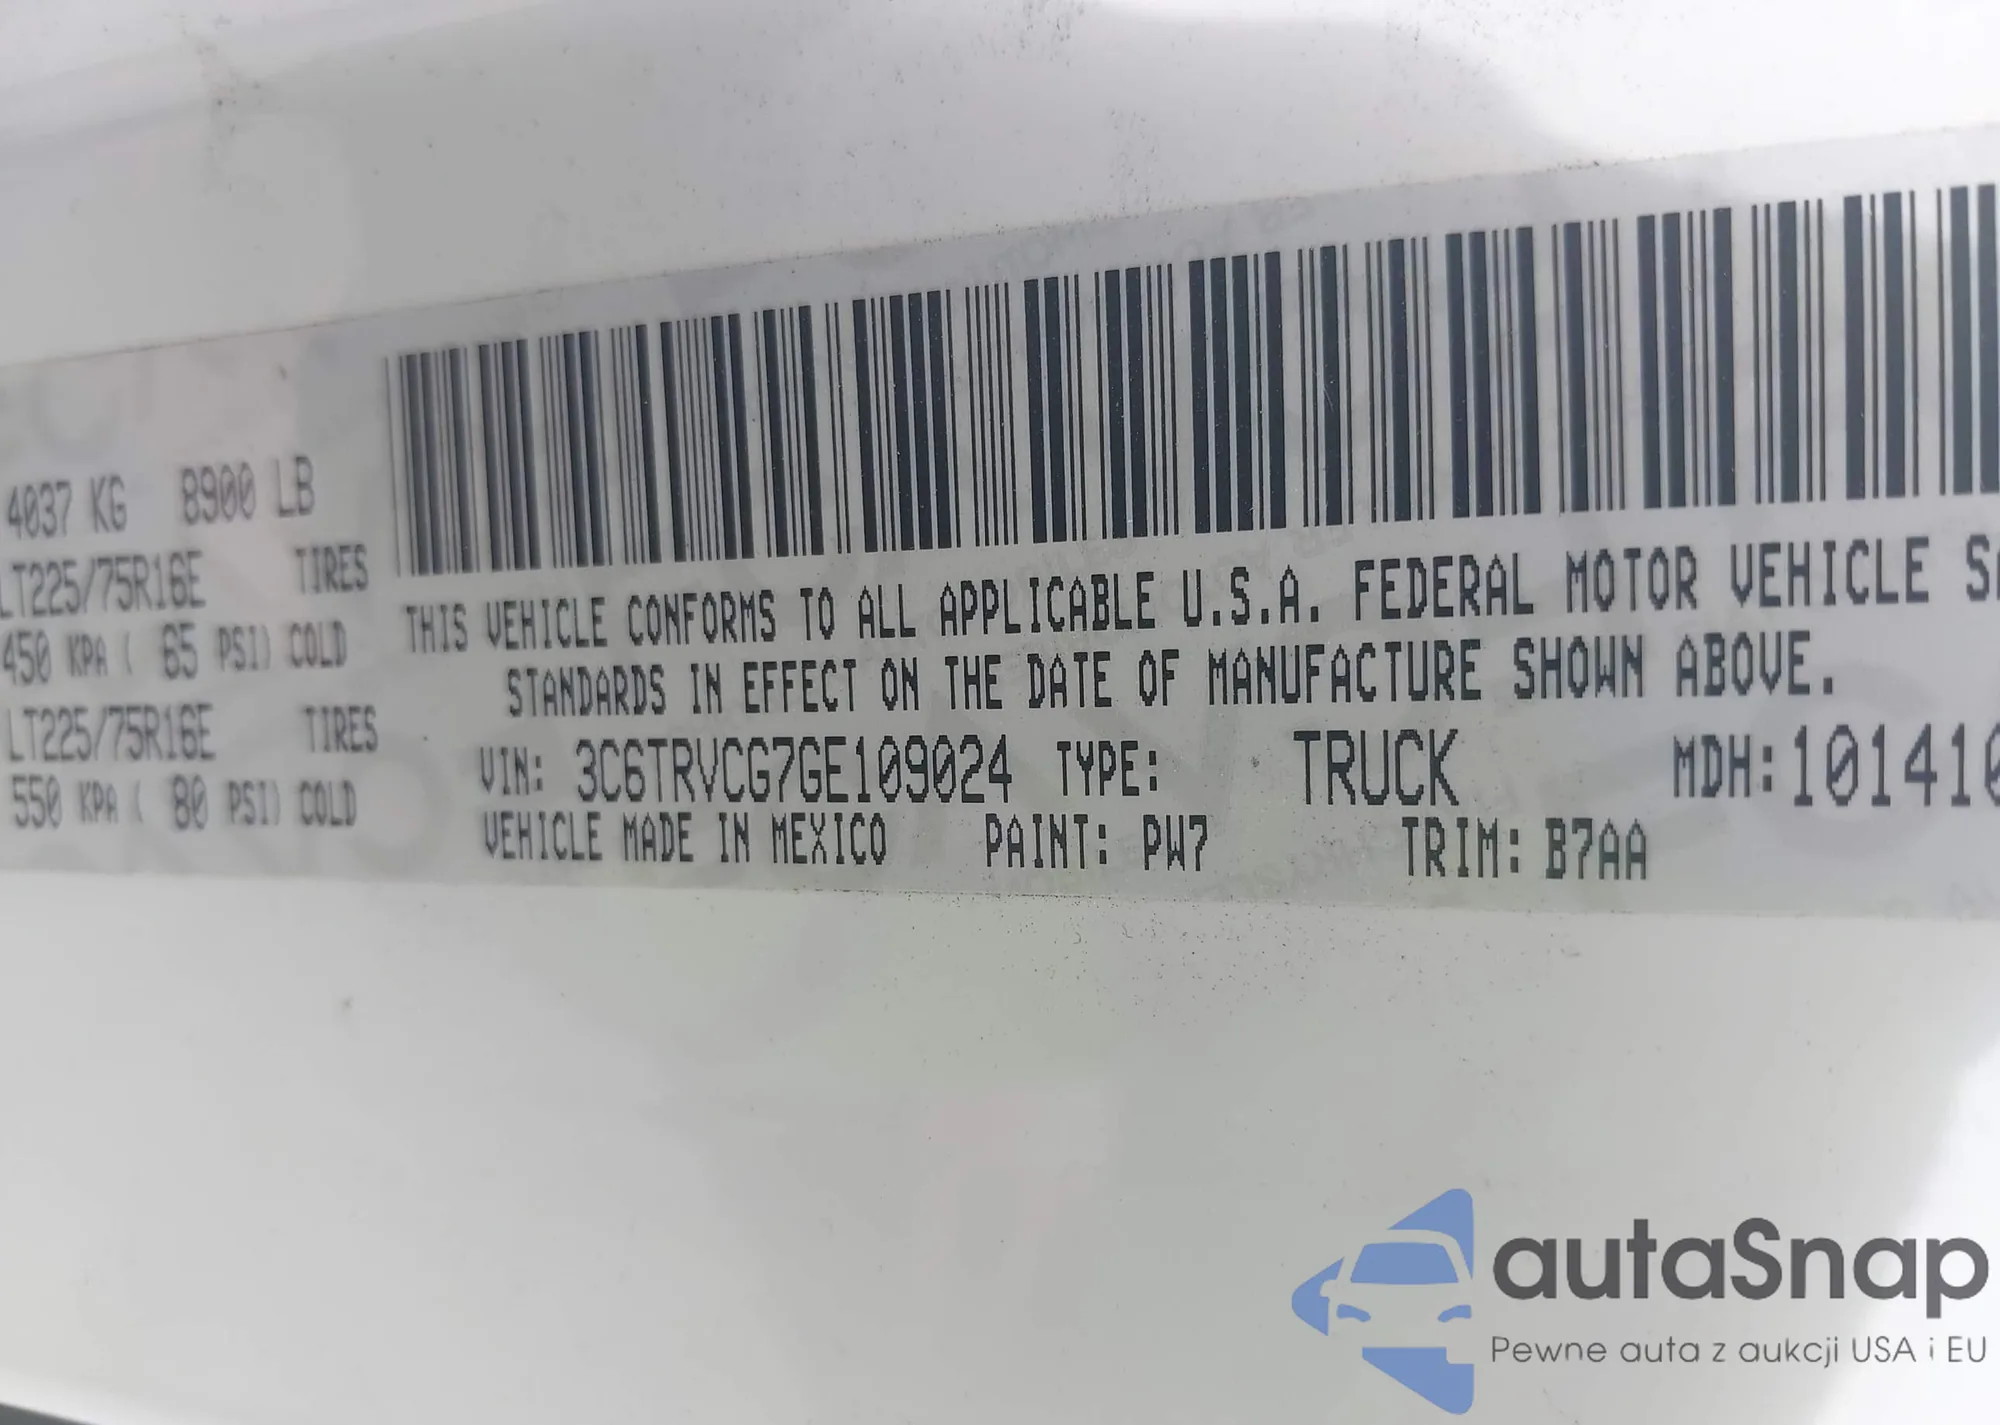 4037 KG 8900 LB
LT225/75R16E TIRES
450 KPA ( 65 PSI) COLD
LT225/75R16E TIRES
550 KPA ( 80 PSI) COLD
THIS VEHICLE CONFORMS TO ALL APPLICABLE U.S.A. FEDERAL MOTOR VEHICLE SA
STANDARDS IN EFFECT ON THE DATE OF MANUFACTURE SHOWN ABOVE.
VIN: 3C6TRVCG7GE109024 TYPE: TRUCK MDH:101410
VEHICLE MADE IN MEXICO PAINT: PW7 TRIM: B7AA
autaSnap
Pewne auta z aukcji USA i EU